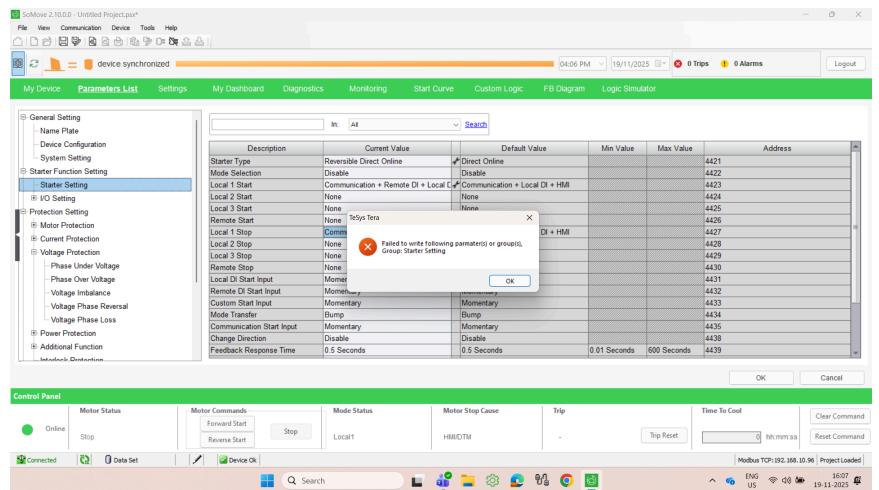 SoMove 2.10.0.0 - Untitled Project.psx*
File View Communication Device Tools Help
device synchronized 04:06 PM 19/11/2025 0 Trips 0 Alarms Logout
My Device Parameters List Settings My Dashboard Diagnostics Monitoring Start Curve Custom Logic FB Diagram Logic Simulator
General Setting
Name Plate
Device Configuration
System Setting
Starter Function Setting
Starter Setting
I/O Setting
Protection Setting
Motor Protection
Current Protection
Voltage Protection
Phase Under Voltage
Phase Over Voltage
Voltage Imbalance
Voltage Phase Reversal
Voltage Phase Loss
Power Protection
Additional Function
Interlock Protection
In: All Search
Description Current Value Default Value Min Value Max Value Address
Starter Type Reversible Direct Online Direct Online 4421
Mode Selection Disable Disable 4422
Local 1 Start Communication + Remote DI + Local D Communication + Local DI + HMI 4423
Local 2 Start None None 4424
Local 3 Start None None 4425
Remote Start None 4426
Local 1 Stop Comm DI + HMI 4427
Local 2 Stop None 4428
Local 3 Stop None 4429
Remote Stop None 4430
Local DI Start Input Momen 4431
Remote DI Start Input Momentary Momentary 4432
Custom Start Input Momentary Momentary 4433
Mode Transfer Bump Bump 4434
Communication Start Input Momentary Momentary 4435
Change Direction Disable Disable 4438
Feedback Response Time 0.5 Seconds 0.5 Seconds 0.01 Seconds 600 Seconds 4439
TeSys Tera
Failed to write following parmater(s) or group(s),
Group: Starter Setting
OK
OK Cancel
Control Panel
Motor Status Motor Commands Mode Status Motor Stop Cause Trip Time To Cool
Online Stop Forward Start Reverse Start Stop Local1 HMI/DTM - Trip Reset 0 hh:mm:ss Clear Command Reset Command
Connected Data Set Device Ok Modbus TCP: 192.168.10.96 Project Loaded
Search ENG US 16:07 19-11-2025